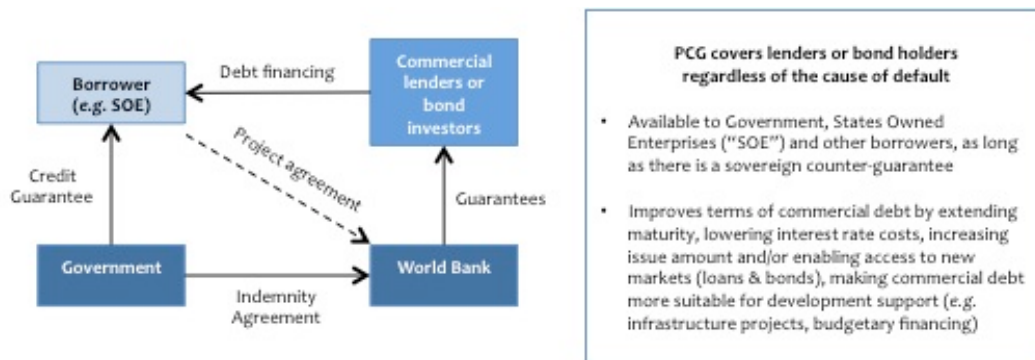 Borrower
(e.g. SOE)
Debt financing
Commercial
lenders or
bond
investors
Project agreement
Credit
Guarantee
Guarantees
Government
World Bank
Indemnity
Agreement
PCG covers lenders or bond holders
regardless of the cause of default
• Available to Government, States Owned
Enterprises ("SOE") and other borrowers, as long
as there is a sovereign counter-guarantee
• Improves terms of commercial debt by extending
maturity, lowering interest rate costs, increasing
issue amount and/or enabling access to new
markets (loans & bonds), making commercial debt
more suitable for development support (e.g.
infrastructure projects, budgetary financing)